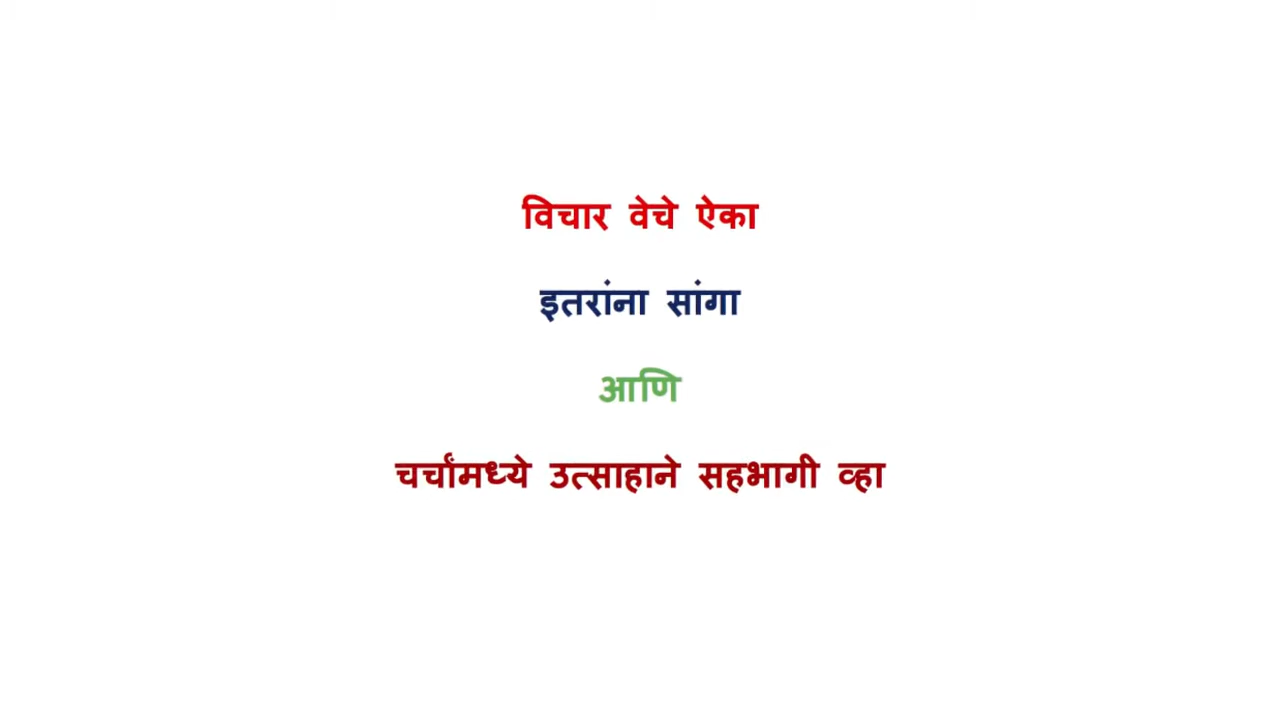 विचार वेचे ऐका
इतरांना सांगा
आणि
चर्चांमध्ये उत्साहाने सहभागी व्हा